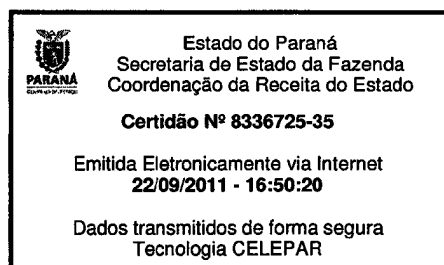 Estado do Paraná
Secretaria de Estado da Fazenda
Coordenação da Receita do Estado
PARANÁ
Certidão Nº 8336725-35
Emitida Eletronicamente via Internet
22/09/2011 - 16:50:20
Dados transmitidos de forma segura
Tecnologia CELEPAR